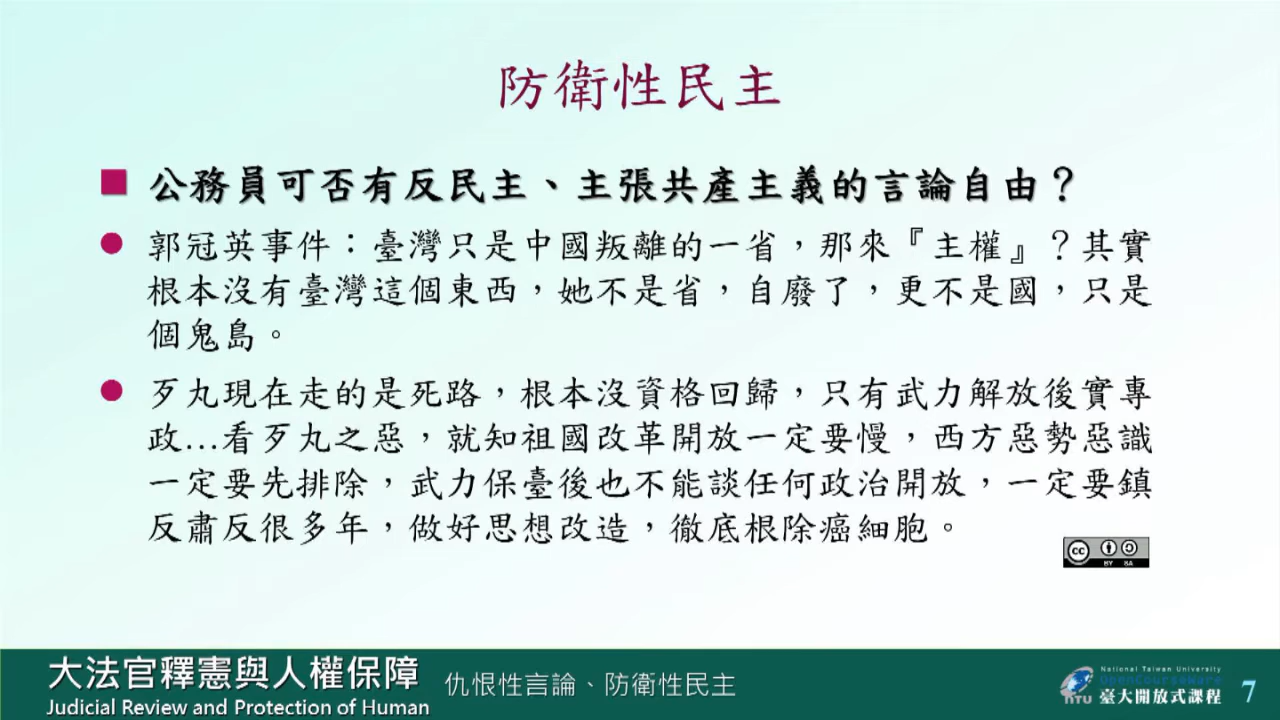 防衛性民主
公務員可否有反民主、主張共產主義的言論自由？
郭冠英事件：臺灣只是中國叛離的一省，那來『主權』？其實
根本沒有臺灣這個東西，她不是省，自廢了，更不是國，只是
個鬼島。
歹丸現在走的是死路，根本沒資格回歸，只有武力解放後實專
政…看歹丸之惡，就知祖國改革開放一定要慢，西方惡勢惡識
一定要先排除，武力保臺後也不能談任何政治開放，一定要鎮
反肅反很多年，做好思想改造，徹底根除癌細胞。
cc BY SA
大法官釋憲與人權保障
Judicial Review and Protection of Human
仇恨性言論、防衛性民主
National Taiwan University
OpenCourseWare
NTU 臺大開放式課程
7